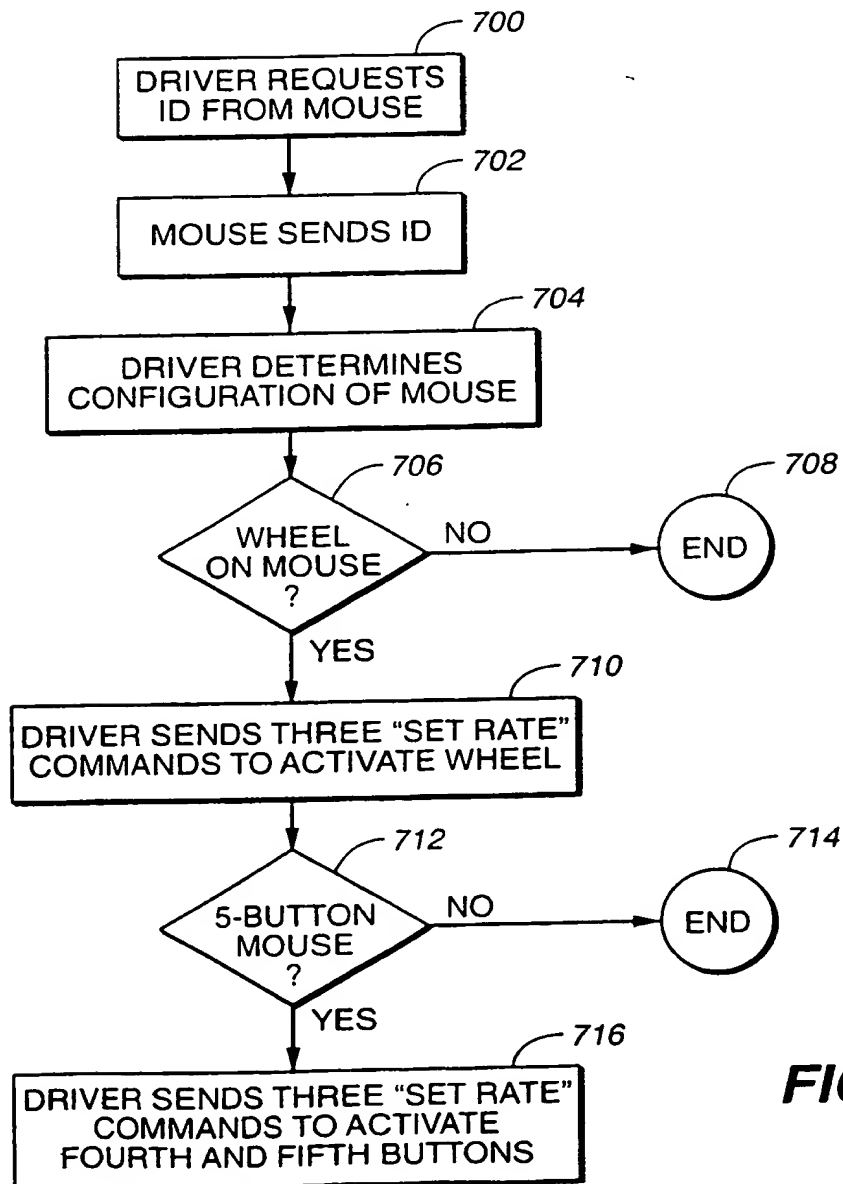 700
DRIVER REQUESTS
ID FROM MOUSE
702
MOUSE SENDS ID
704
DRIVER DETERMINES
CONFIGURATION OF MOUSE
706
WHEEL
ON MOUSE
?
NO
708
END
YES
710
DRIVER SENDS THREE “SET RATE”
COMMANDS TO ACTIVATE WHEEL
712
5-BUTTON
MOUSE
?
NO
714
END
YES
716
DRIVER SENDS THREE “SET RATE”
COMMANDS TO ACTIVATE
FOURTH AND FIFTH BUTTONS